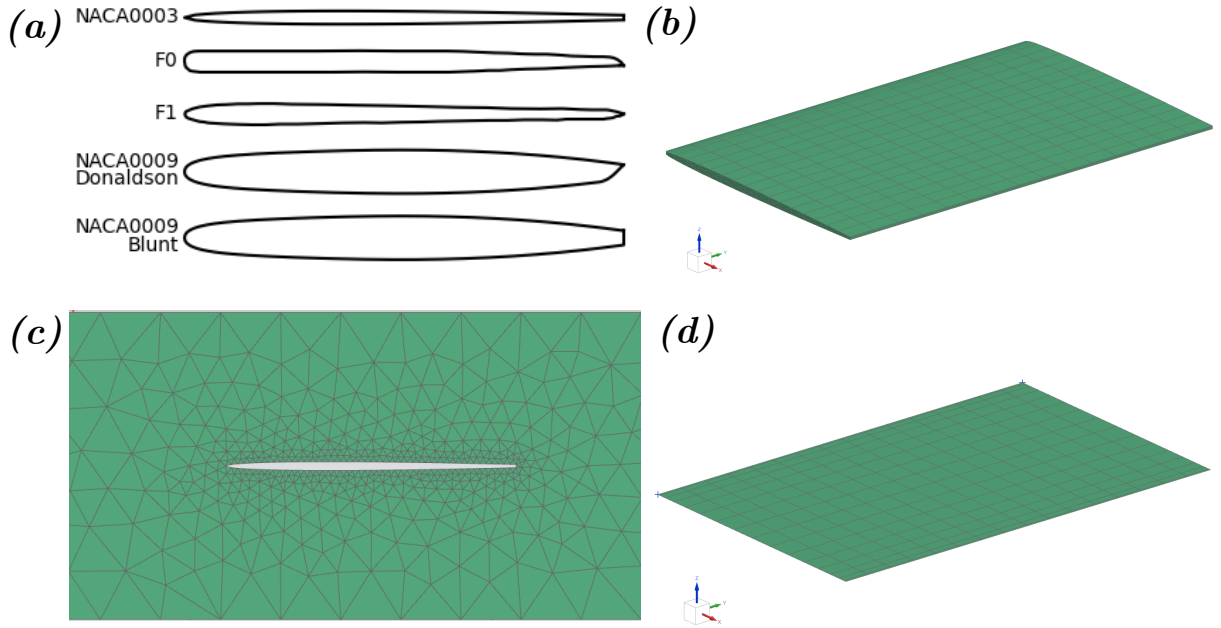 (a)
NACA0003
F0
F1
NACA0009
Donaldson
NACA0009
Blunt
(b)
Z
Y
X
(c)
(d)
Z
Y
X